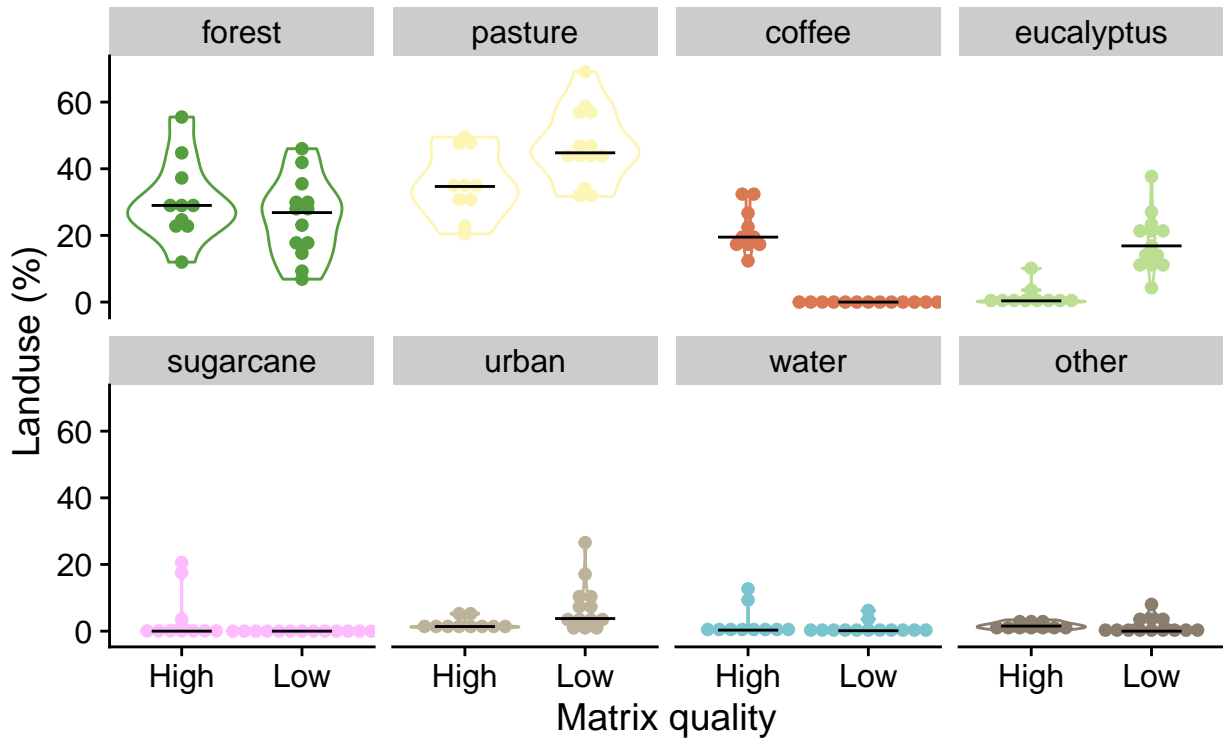 forest pasture coffee eucalyptus
60
40
20
0
sugarcane urban water other
60
40
20
0
High Low High Low High Low High Low
Matrix quality
Landuse (%)